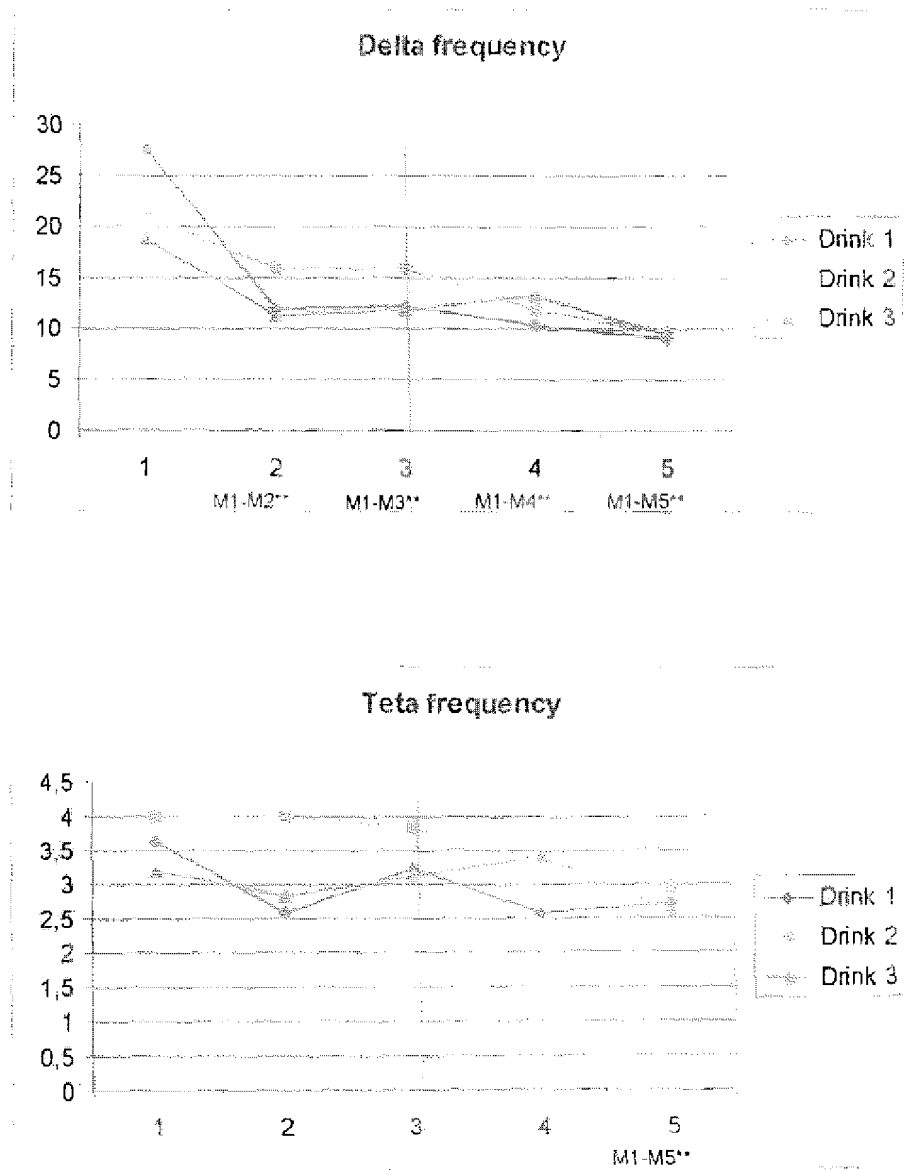 Delta frequency
30
25
20
15
10
5
0
1 2 3 4 5
M1-M2** M1-M3** M1-M4** M1-M5**
Drink 1
Drink 2
Drink 3
Teta frequency
4,5
4
3,5
3
2,5
2
1,5
1
0,5
0
1 2 3 4 5
M1-M5**
Drink 1
Drink 2
Drink 3